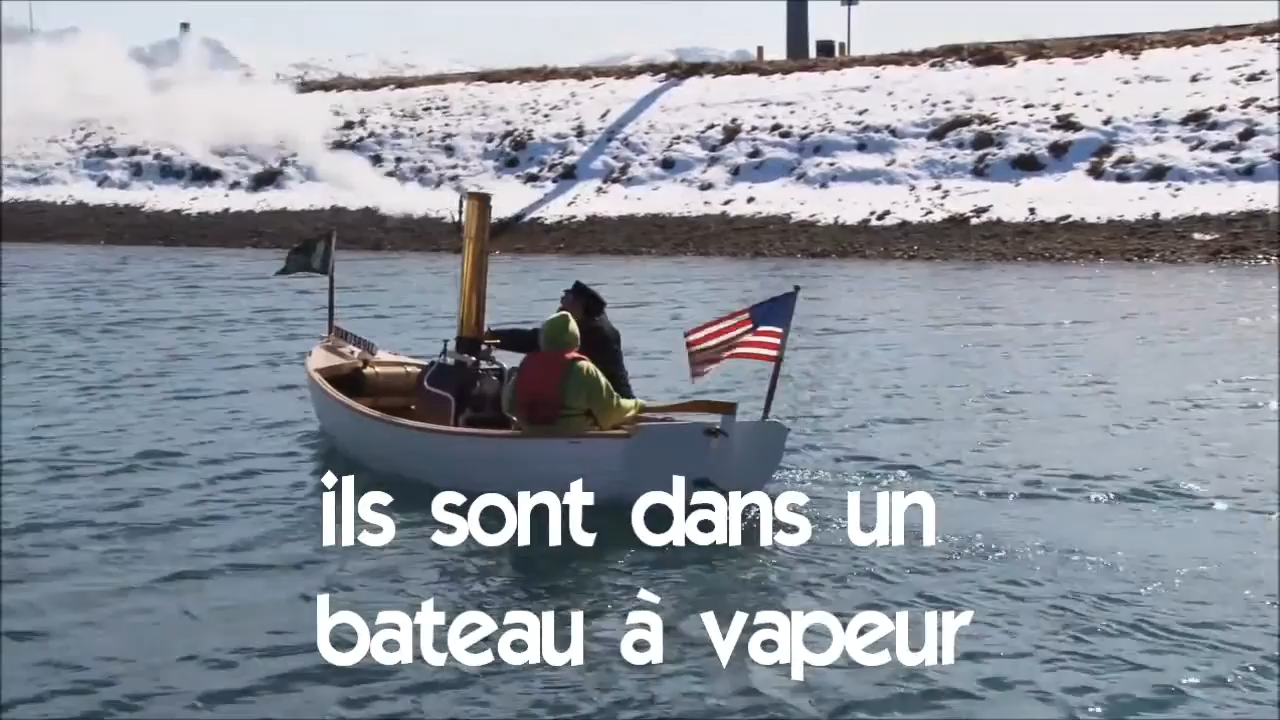 ils sont dans un
bateau à vapeur